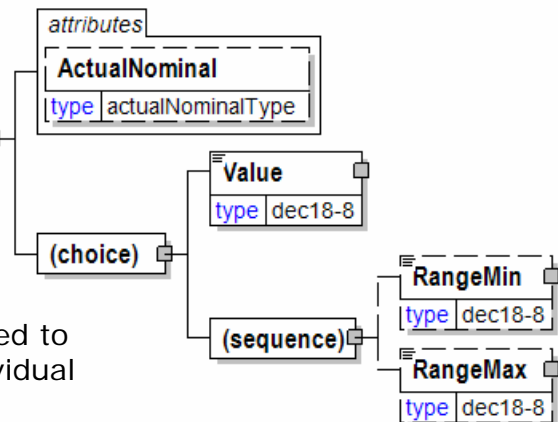 attributes
ActualNominal
type actualNominalType
Value
type dec18-8
(choice)
RangeMin
type dec18-8
(sequence)
RangeMax
type dec18-8
ed to
vidual